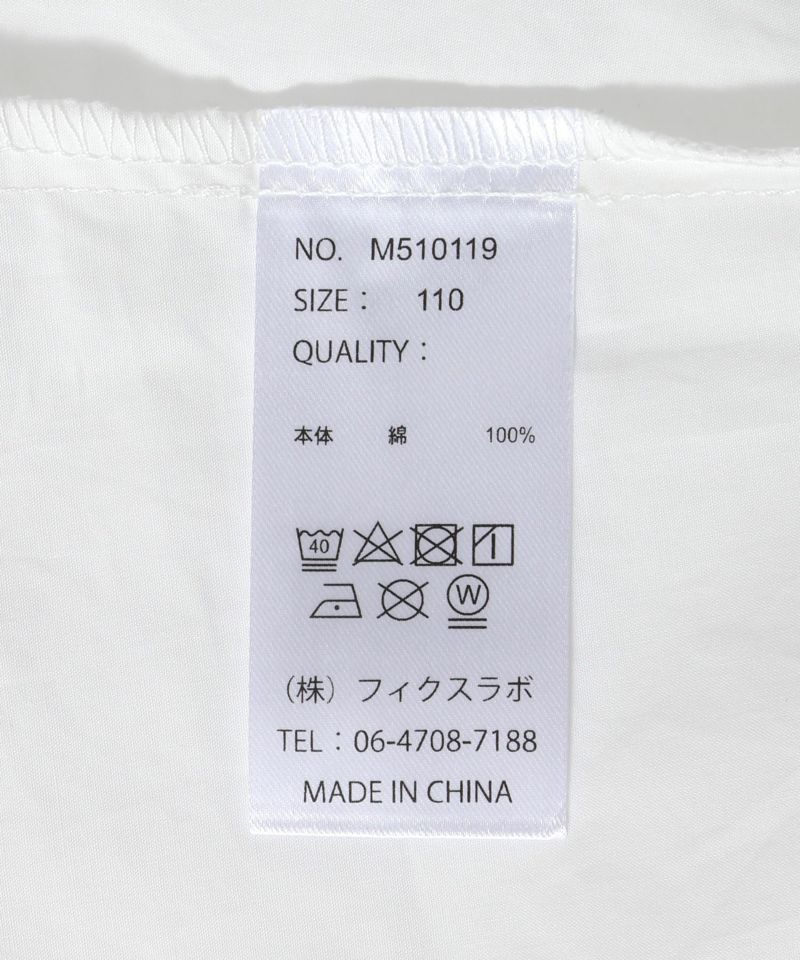 NO. M510119
SIZE： 110
QUALITY：
本体 綿 100%
40
W
（株）フィクスラボ
TEL：06-4708-7188
MADE IN CHINA